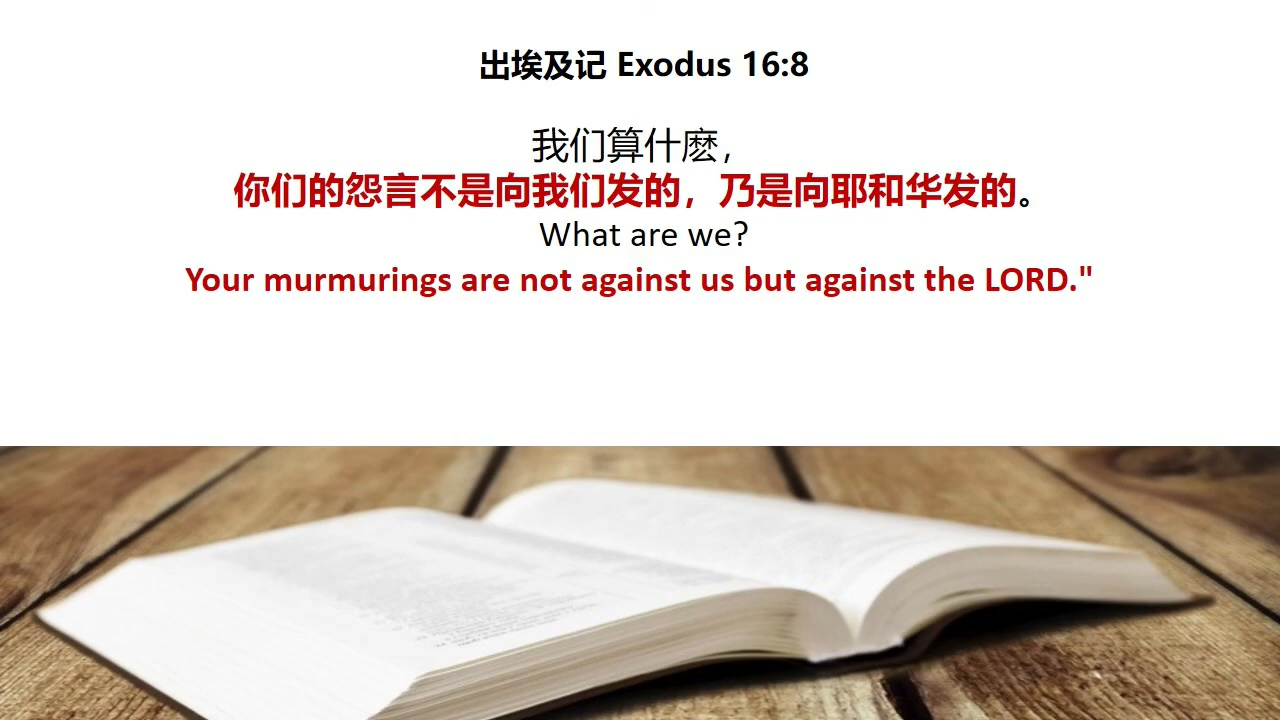 出埃及记 Exodus 16:8
我们算什麽，
你们的怨言不是向我们发的，乃是向耶和华发的。
What are we?
Your murmurings are not against us but against the LORD."